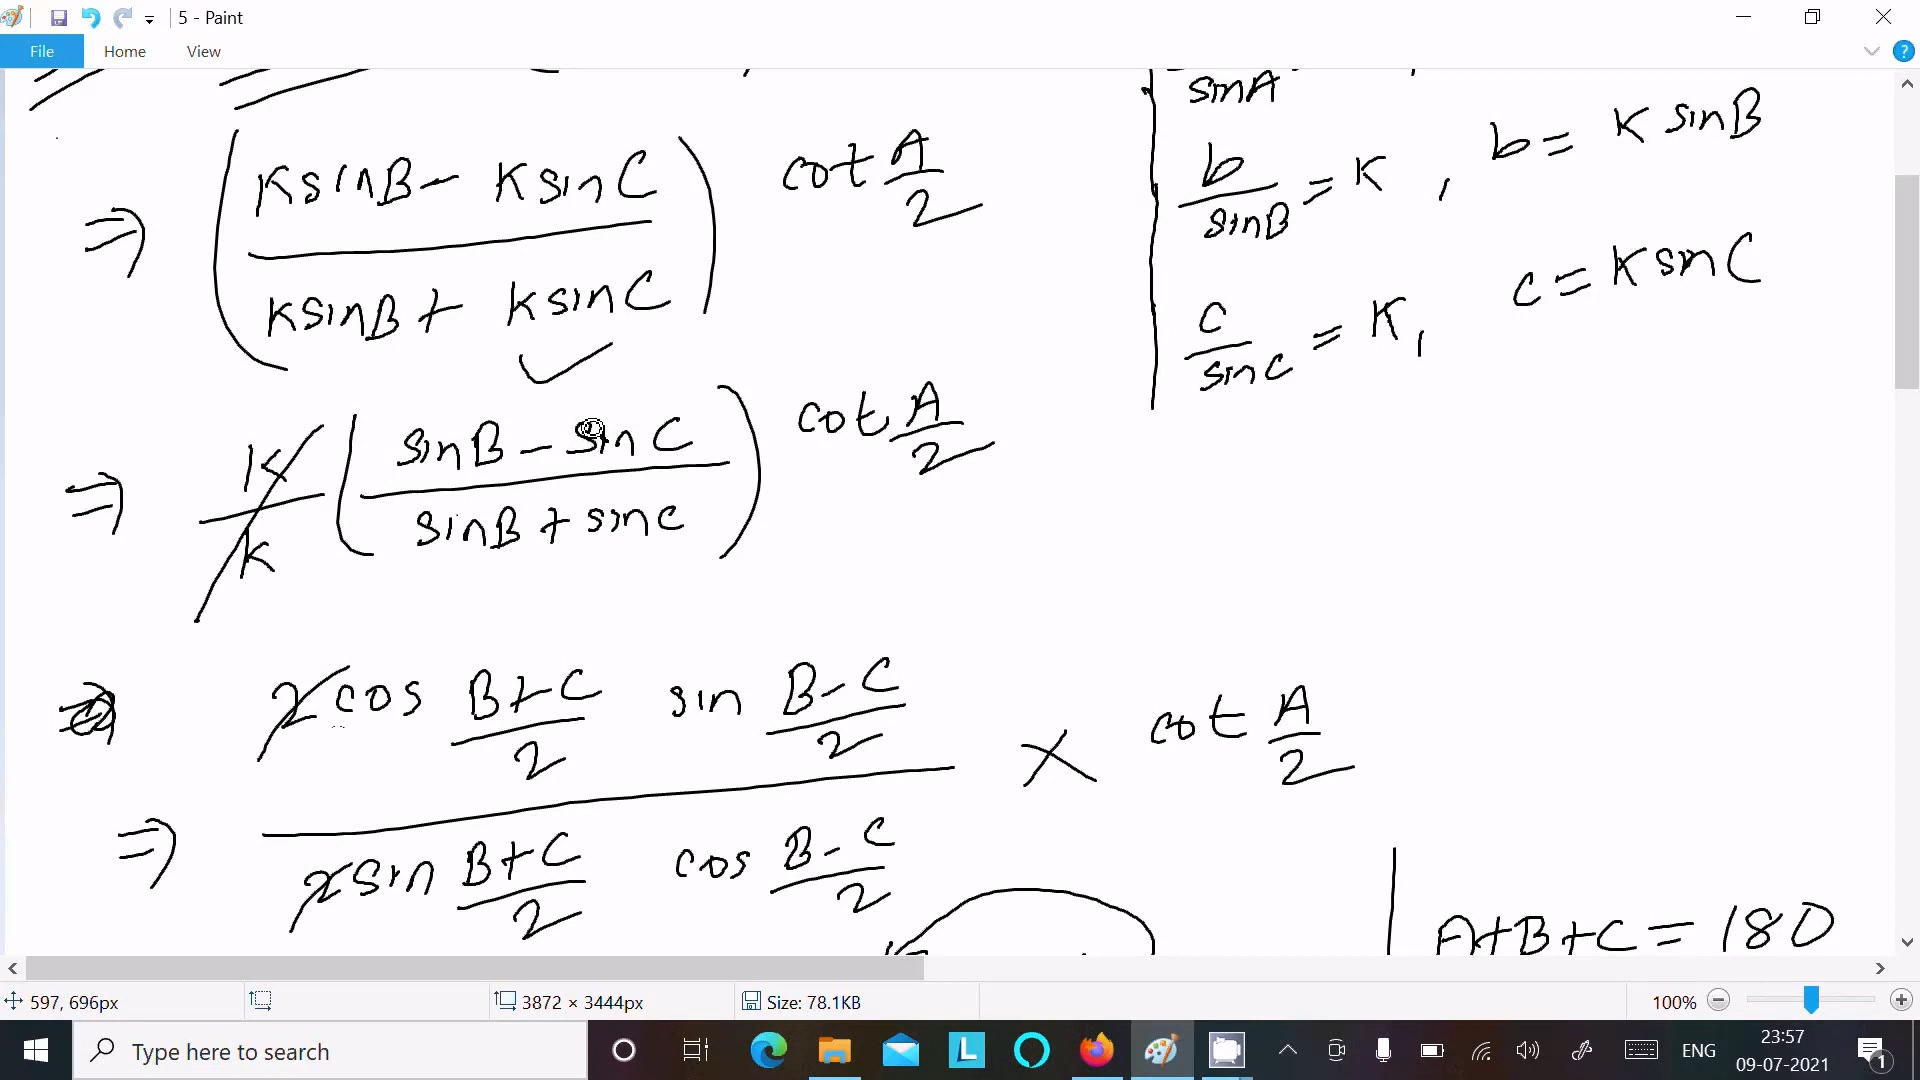 5 - Paint
File Home View
sinA
⇒ (KsinB - KsinC / KsinB + KsinC) cot A/2
b/sinB = K , b = K sinB
c/sinC = K, c = K sinC
⇒ K/K (sinB - sinC / sinB + sinC) cot A/2
2cos B+C/2 sin B-C/2
⇒ × cot A/2
2sin B+C/2 cos B-C/2
A+B+C = 180
597, 696px 3872 × 3444px Size: 78.1KB 100%
Type here to search L ENG 23:57
09-07-2021 1